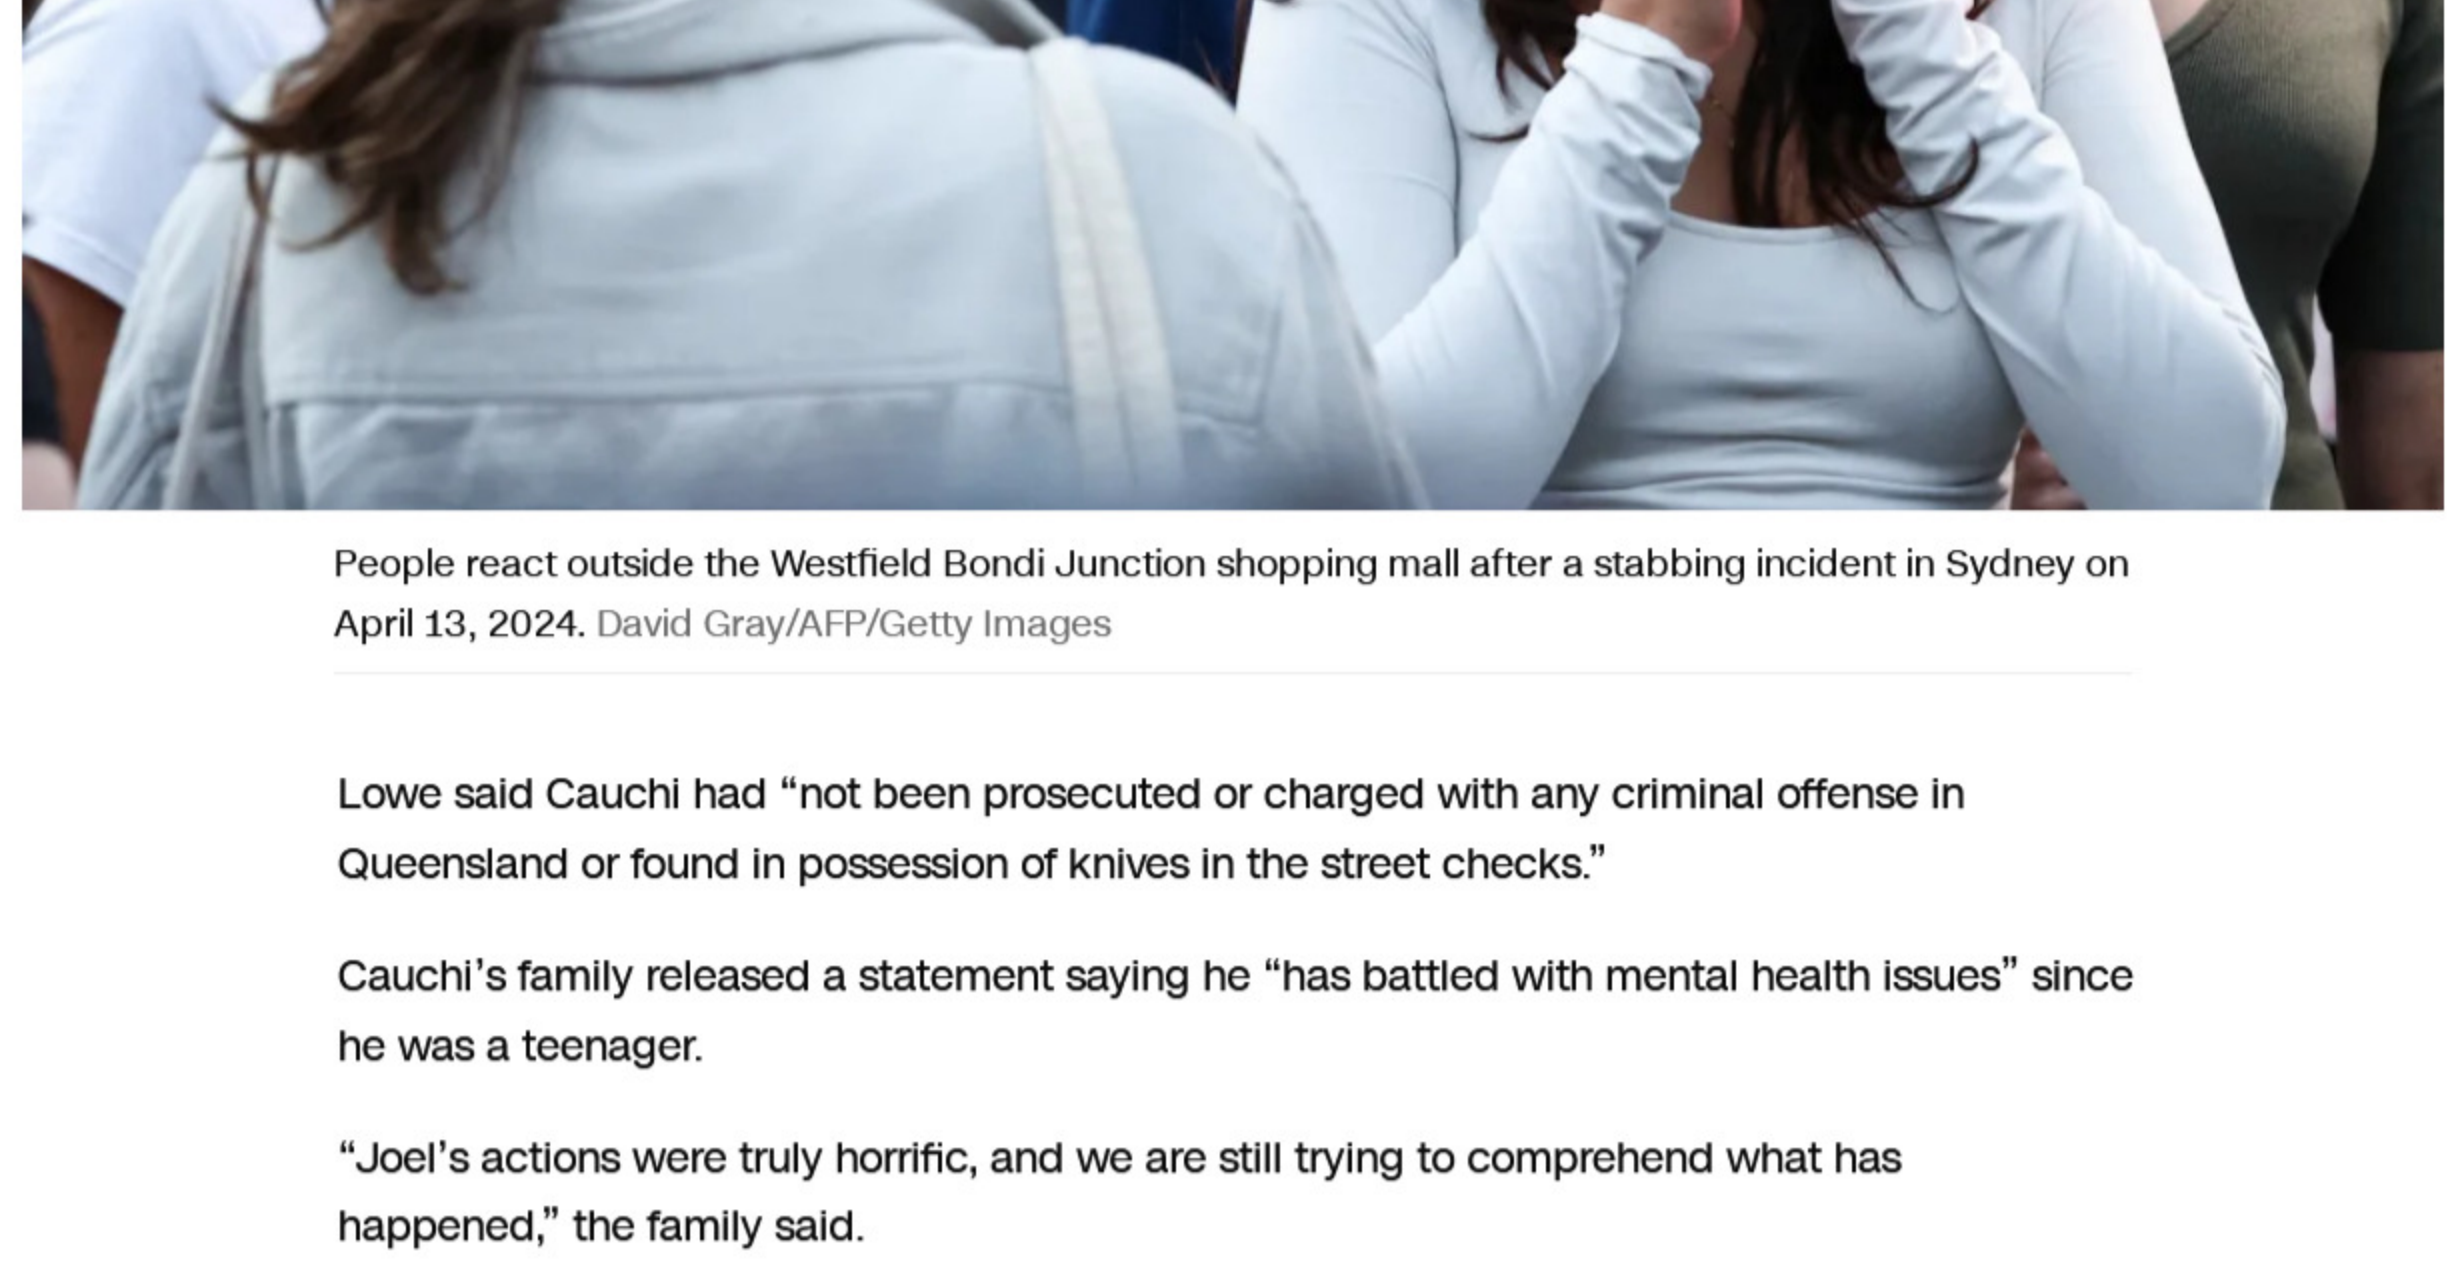 People react outside the Westfield Bondi Junction shopping mall after a stabbing incident in Sydney on
April 13, 2024. David Gray/AFP/Getty Images
Lowe said Cauchi had “not been prosecuted or charged with any criminal offense in
Queensland or found in possession of knives in the street checks.”
Cauchi’s family released a statement saying he “has battled with mental health issues” since
he was a teenager.
“Joel’s actions were truly horrific, and we are still trying to comprehend what has
happened,” the family said.